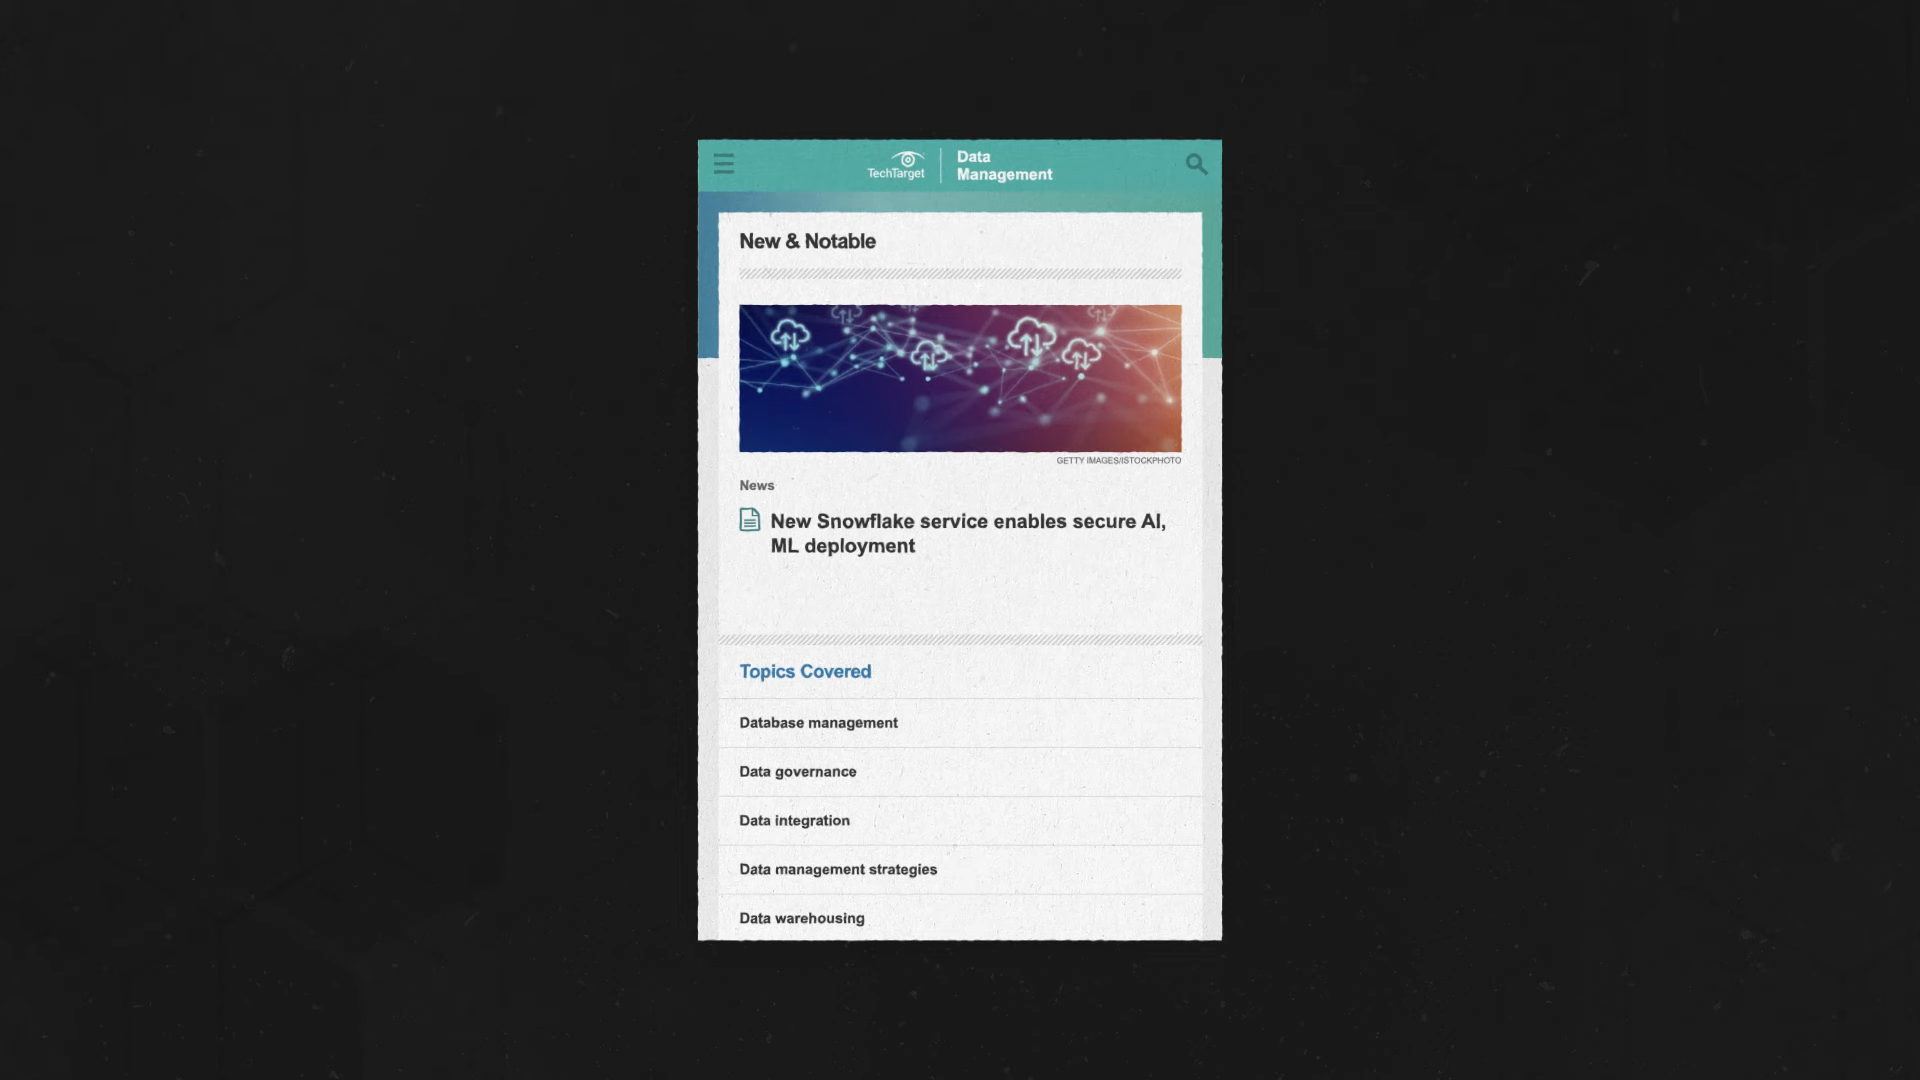 TechTarget
Data
Management
New & Notable
GETTY IMAGES/ISTOCKPHOTO
News
New Snowflake service enables secure AI,
ML deployment
Topics Covered
Database management
Data governance
Data integration
Data management strategies
Data warehousing